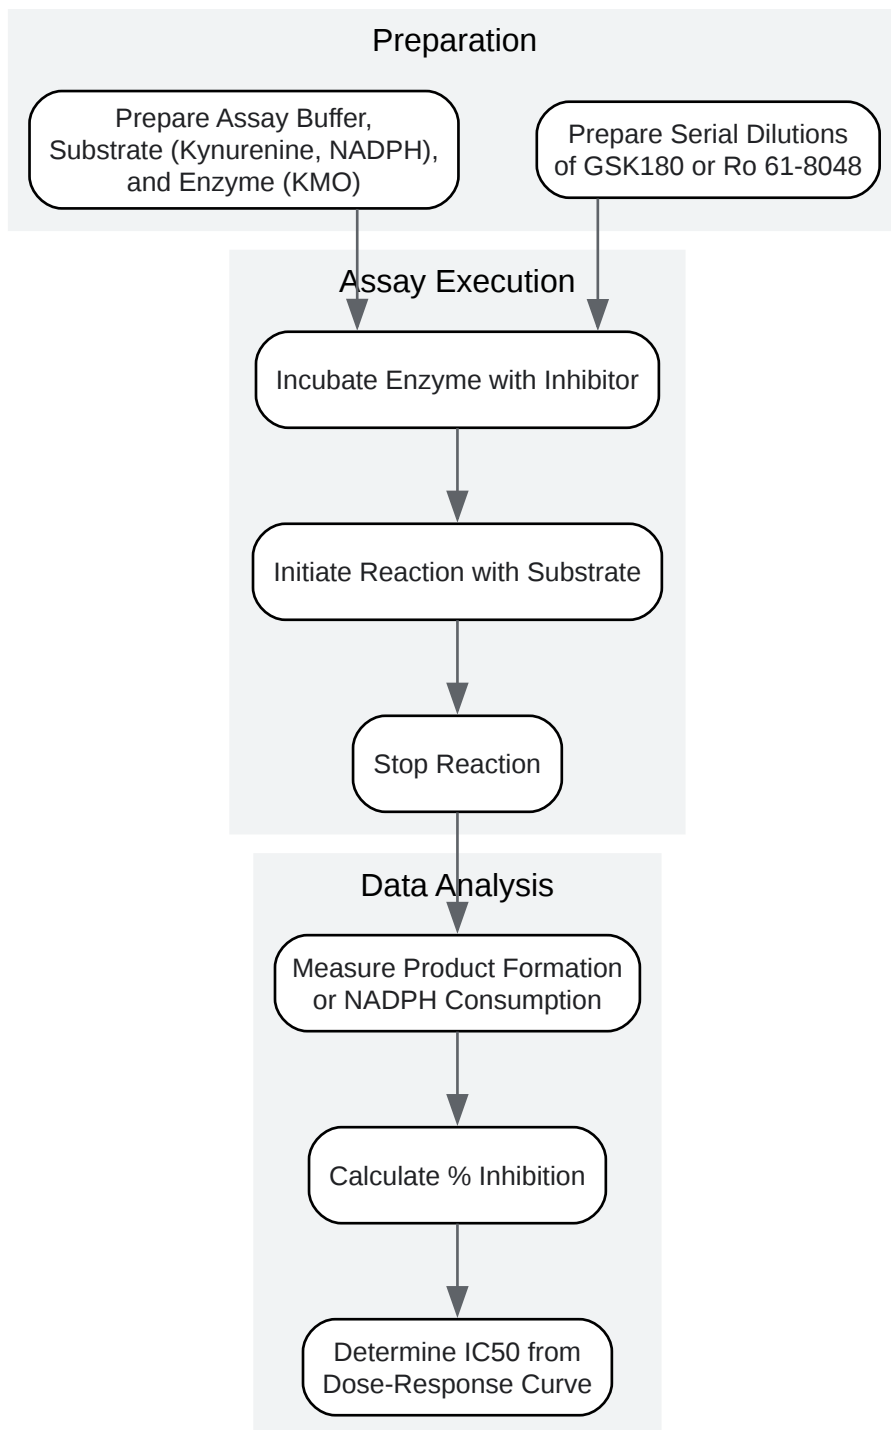 Preparation
Prepare Assay Buffer,
Substrate (Kynurenine, NADPH),
and Enzyme (KMO)
Prepare Serial Dilutions
of GSK180 or Ro 61-8048
Assay Execution
Incubate Enzyme with Inhibitor
Initiate Reaction with Substrate
Stop Reaction
Data Analysis
Measure Product Formation
or NADPH Consumption
Calculate % Inhibition
Determine IC50 from
Dose-Response Curve